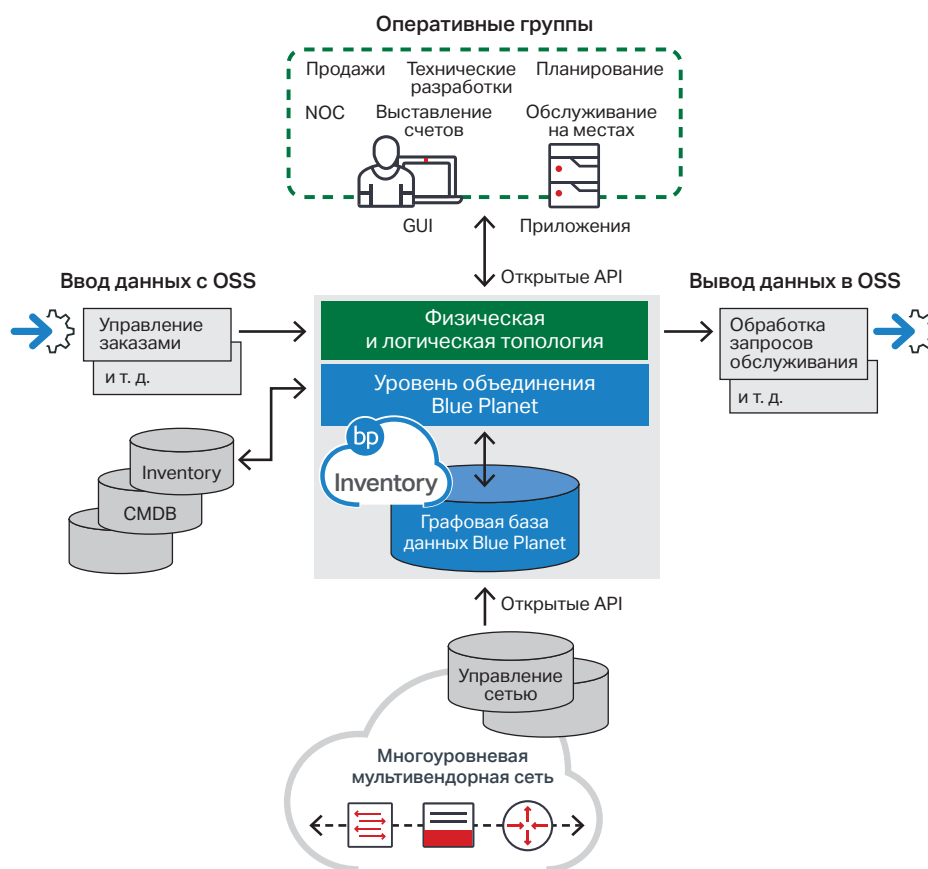 Оперативные группы
Продажи
Технические
разработки
Планирование
NOC
Выставление
счетов
Обслуживание
на местах
GUI
Приложения
Открытые API
Ввод данных с OSS
Вывод данных в OSS
Управление
заказами
и т. д.
Физическая
и логическая топология
Обработка
запросов
обслуживания
и т. д.
Уровень объединения
Blue Planet
bp
Inventory
Inventory
CMDB
Графовая база
данных Blue Planet
Открытые API
Управление
сетью
Многоуровневая
мультивендорная сеть